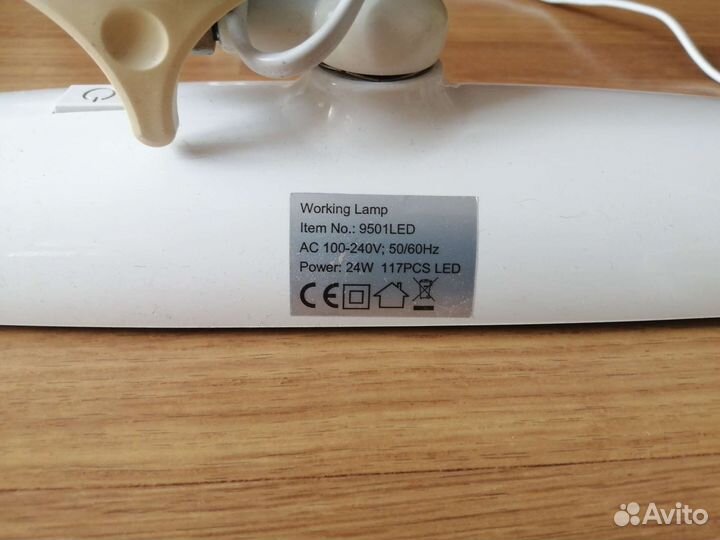 Working Lamp
Item No.: 9501LED
AC 100-240V; 50/60Hz
Power: 24W 117PCS LED
CE
Avito